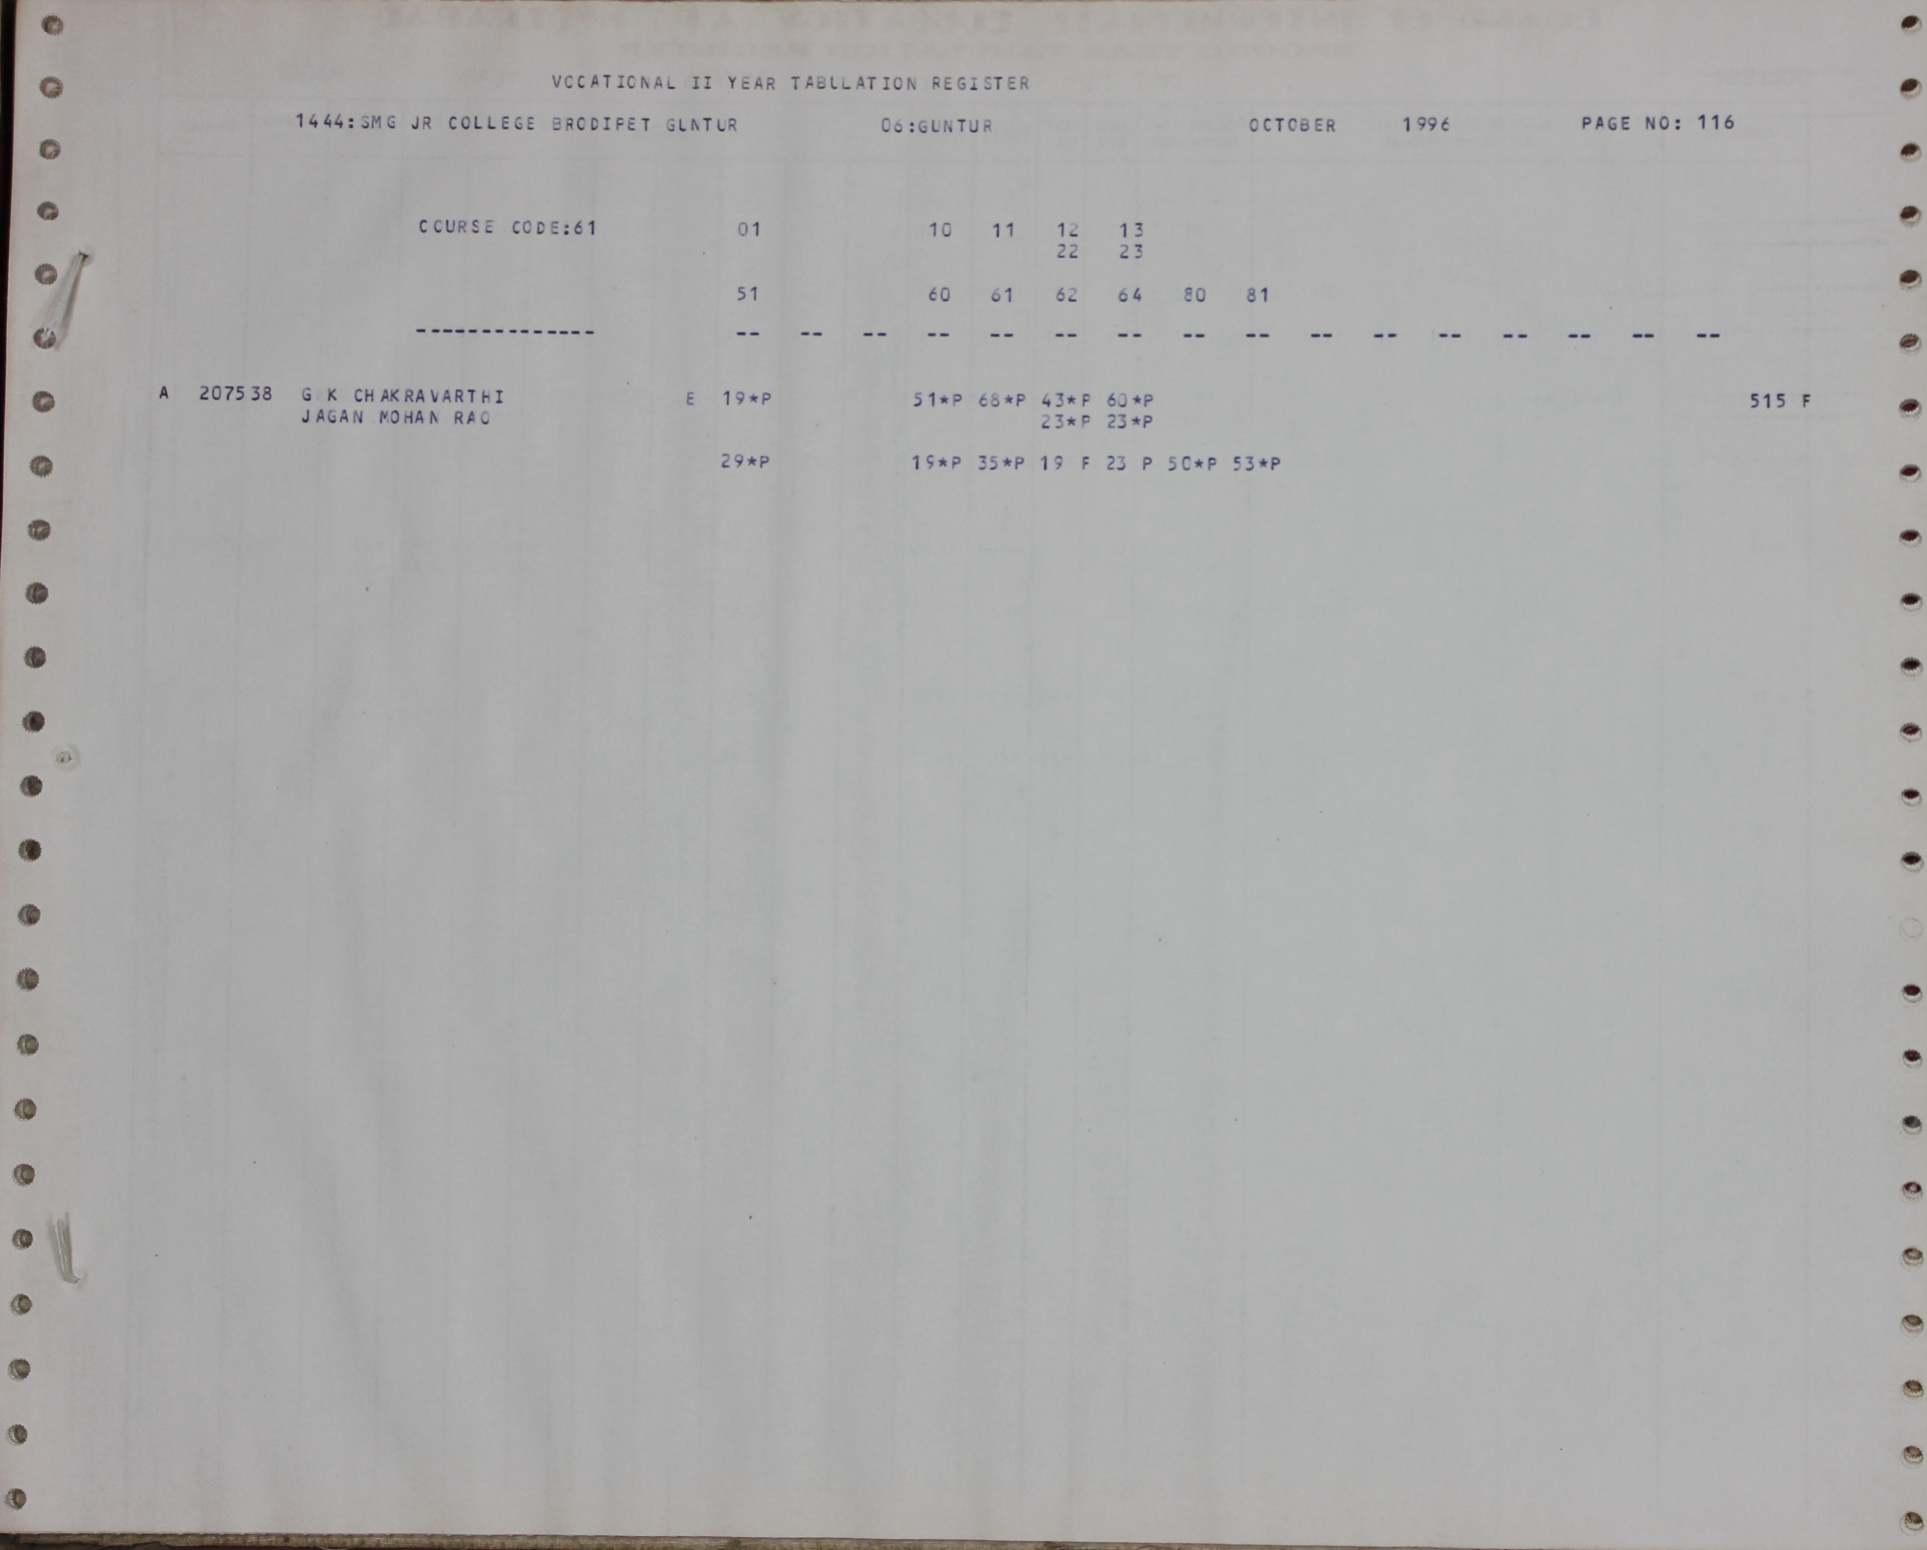 VOCATIONAL II YEAR TABULATION REGISTER
1444:SMG JR COLLEGE BRODIPET GUNTUR 06:GUNTUR OCTOBER 1996 PAGE NO: 116
COURSE CODE:61 01 10 11 12 13
22 23
51 60 61 62 64 80 81
-------------- -- -- -- -- -- -- -- -- -- -- -- -- -- -- -- --
A 207538 G K CHAKRAVARTHI E 19*P 51*P 68*P 43*P 60*P 515 F
JAGAN MOHAN RAO 23*P 23*P
29*P 19*P 35*P 19 F 23 P 50*P 53*P